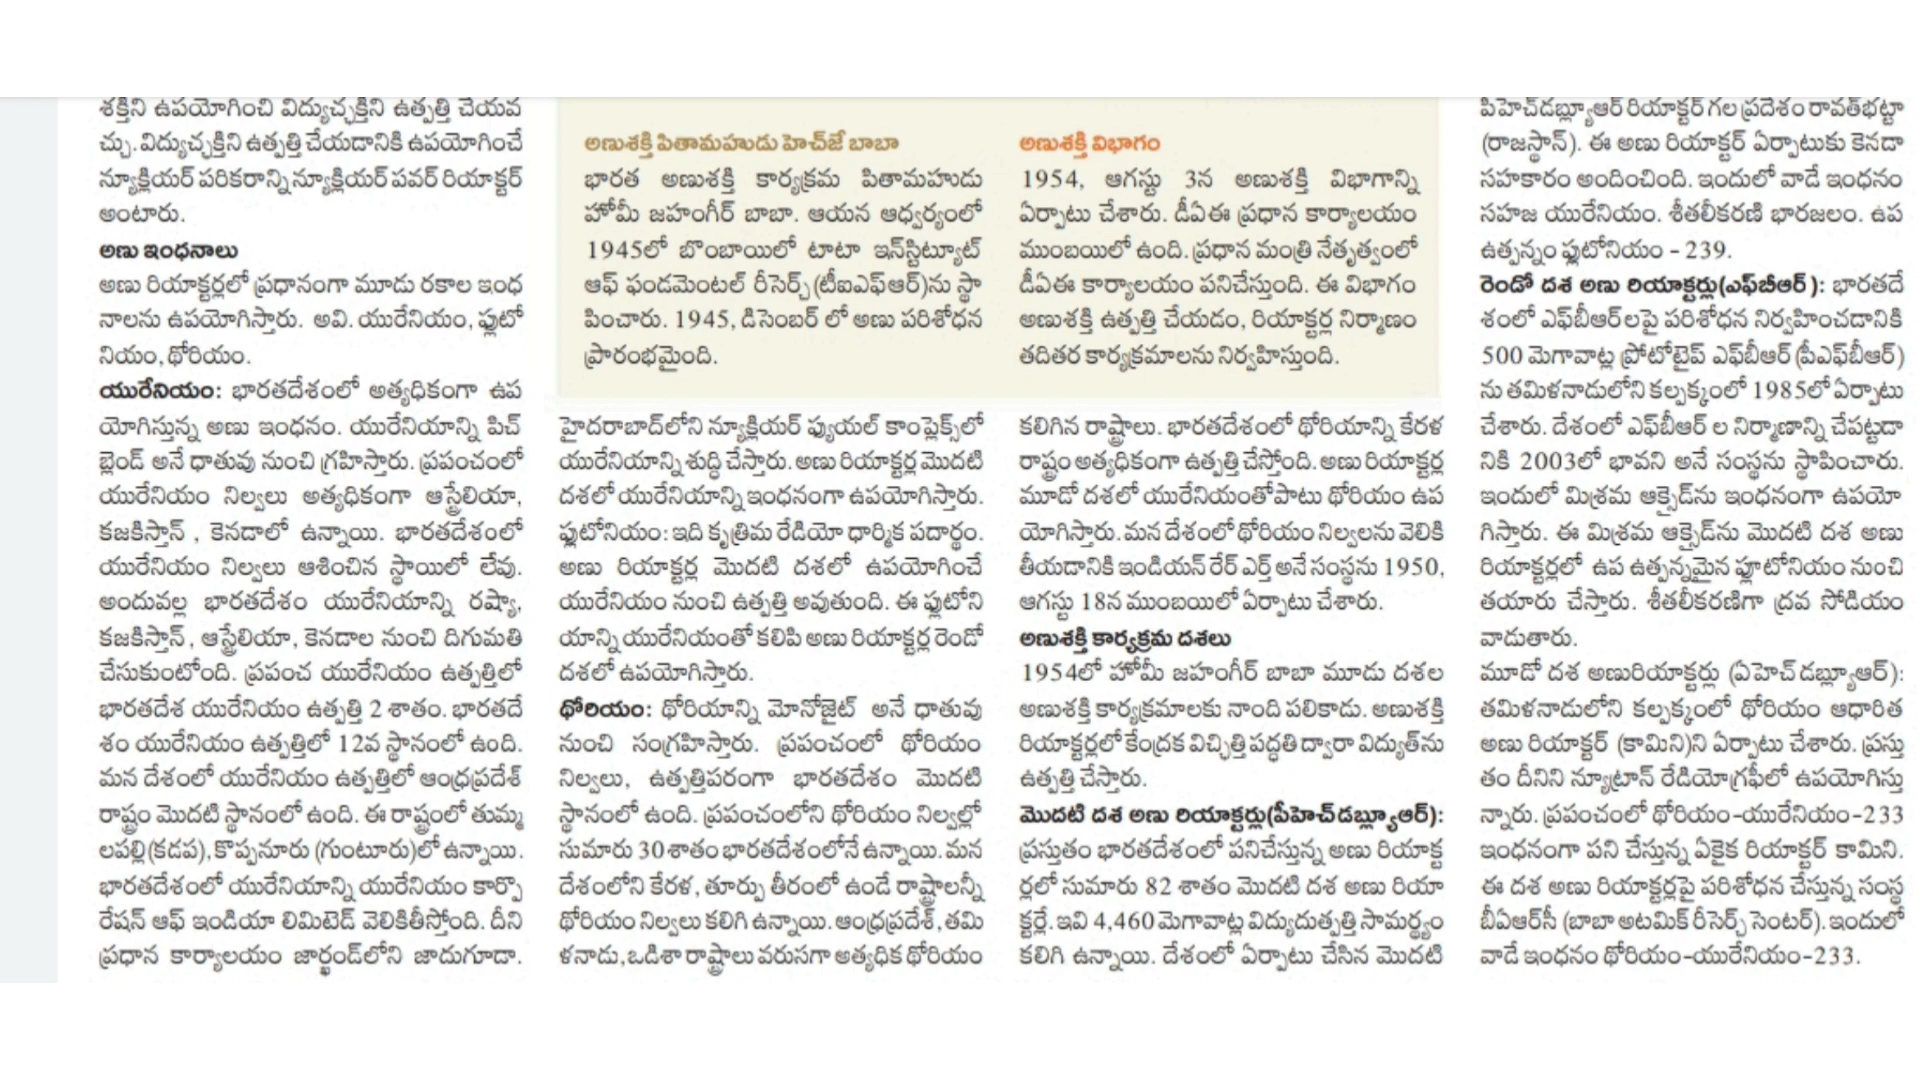 శక్తిని ఉపయోగించి విద్యుచ్ఛక్తిని ఉత్పత్తి చేయవ
చ్చు. విద్యుచ్ఛక్తిని ఉత్పత్తి చేయడానికి ఉపయోగించే
న్యూక్లియర్ పరికరాన్ని న్యూక్లియర్ పవర్ రియాక్టర్
అంటారు.
అణు ఇంధనాలు
అణు రియాక్టర్లలో ప్రధానంగా మూడు రకాల ఇంధ
నాలను ఉపయోగిస్తారు. అవి. యురేనియం, ప్లుటో
నియం, థోరియం.
యురేనియం: భారతదేశంలో అత్యధికంగా ఉప
యోగిస్తున్న అణు ఇంధనం. యురేనియాన్ని పిచ్
బ్లెండ్ అనే ధాతువు నుంచి గ్రహిస్తారు. ప్రపంచంలో
యురేనియం నిల్వలు అత్యధికంగా ఆస్ట్రేలియా,
కజకిస్తాన్ , కెనడాలో ఉన్నాయి. భారతదేశంలో
యురేనియం నిల్వలు ఆశించిన స్థాయిలో లేవు.
అందువల్ల భారతదేశం యురేనియాన్ని రష్యా,
కజకిస్తాన్ , ఆస్ట్రేలియా, కెనడాల నుంచి దిగుమతి
చేసుకుంటోంది. ప్రపంచ యురేనియం ఉత్పత్తిలో
భారతదేశ యురేనియం ఉత్పత్తి 2 శాతం. భారతదే
శం యురేనియం ఉత్పత్తిలో 12వ స్థానంలో ఉంది.
మన దేశంలో యురేనియం ఉత్పత్తిలో ఆంధ్రప్రదేశ్
రాష్ట్రం మొదటి స్థానంలో ఉంది. ఈ రాష్ట్రంలో తుమ్మ
లపల్లి(కడప), కొప్పునూరు (గుంటూరు)లో ఉన్నాయి.
భారతదేశంలో యురేనియాన్ని యురేనియం కార్పొ
రేషన్ ఆఫ్ ఇండియా లిమిటెడ్ వెలికితీస్తోంది. దీని
ప్రధాన కార్యాలయం జార్ఖండ్‌లోని జాదుగూడా.
అణుశక్తి పితామహుడు హెచ్‌జే బాబా
భారత అణుశక్తి కార్యక్రమ పితామహుడు
హోమీ జహంగీర్ బాబా. ఆయన ఆధ్వర్యంలో
1945లో బొంబాయిలో టాటా ఇన్‌స్టిట్యూట్
ఆఫ్ ఫండమెంటల్ రీసెర్చ్ (టీఐఎఫ్ఆర్)ను స్థా
పించారు. 1945, డిసెంబర్ లో అణు పరిశోధన
ప్రారంభమైంది.
హైదరాబాద్‌లోని న్యూక్లియర్ ఫ్యుయల్ కాంప్లెక్స్‌లో
యురేనియాన్ని శుద్ధి చేస్తారు. అణు రియాక్టర్ల మొదటి
దశలో యురేనియాన్ని ఇంధనంగా ఉపయోగిస్తారు.
ప్లుటోనియం: ఇది కృత్రిమ రేడియో ధార్మిక పదార్థం.
అణు రియాక్టర్ల మొదటి దశలో ఉపయోగించే
యురేనియం నుంచి ఉత్పత్తి అవుతుంది. ఈ ప్లుటోని
యాన్ని యురేనియంతో కలిపి అణు రియాక్టర్ల రెండో
దశలో ఉపయోగిస్తారు.
థోరియం: థోరియాన్ని మోనోజైట్ అనే ధాతువు
నుంచి సంగ్రహిస్తారు. ప్రపంచంలో థోరియం
నిల్వలు, ఉత్పత్తిపరంగా భారతదేశం మొదటి
స్థానంలో ఉంది. ప్రపంచంలోని థోరియం నిల్వల్లో
సుమారు 30 శాతం భారతదేశంలోనే ఉన్నాయి. మన
దేశంలోని కేరళ, తూర్పు తీరంలో ఉండే రాష్ట్రాలన్నీ
థోరియం నిల్వలు కలిగి ఉన్నాయి. ఆంధ్రప్రదేశ్, తమి
ళనాడు, ఒడిశా రాష్ట్రాలు వరుసగా అత్యధిక థోరియం
అణుశక్తి విభాగం
1954, ఆగస్టు 3న అణుశక్తి విభాగాన్ని
ఏర్పాటు చేశారు. డీఏఈ ప్రధాన కార్యాలయం
ముంబయిలో ఉంది. ప్రధాన మంత్రి నేతృత్వంలో
డీఏఈ కార్యాలయం పనిచేస్తుంది. ఈ విభాగం
అణుశక్తి ఉత్పత్తి చేయడం, రియాక్టర్ల నిర్మాణం
తదితర కార్యక్రమాలను నిర్వహిస్తుంది.
కలిగిన రాష్ట్రాలు. భారతదేశంలో థోరియాన్ని కేరళ
రాష్ట్రం అత్యధికంగా ఉత్పత్తి చేస్తోంది. అణు రియాక్టర్ల
మూడో దశలో యురేనియంతోపాటు థోరియం ఉప
యోగిస్తారు. మన దేశంలో థోరియం నిల్వలను వెలికి
తీయడానికి ఇండియన్ రేర్ ఎర్త్ అనే సంస్థను 1950,
ఆగస్టు 18న ముంబయిలో ఏర్పాటు చేశారు.
అణుశక్తి కార్యక్రమ దశలు
1954లో హోమీ జహంగీర్ బాబా మూడు దశల
అణుశక్తి కార్యక్రమాలకు నాంది పలికాడు. అణుశక్తి
రియాక్టర్లలో కేంద్రక విచ్ఛిత్తి పద్ధతి ద్వారా విద్యుత్‌ను
ఉత్పత్తి చేస్తారు.
మొదటి దశ అణు రియాక్టర్లు(పీహెచ్‌డబ్ల్యూఆర్):
ప్రస్తుతం భారతదేశంలో పనిచేస్తున్న అణు రియాక్ట
ర్లలో సుమారు 82 శాతం మొదటి దశ అణు రియా
క్టర్లే. ఇవి 4,460 మెగావాట్ల విద్యుదుత్పత్తి సామర్థ్యం
కలిగి ఉన్నాయి. దేశంలో ఏర్పాటు చేసిన మొదటి
పీహెచ్‌డబ్ల్యూఆర్ రియాక్టర్ గల ప్రదేశం రావత్‌భట్టా
(రాజస్థాన్). ఈ అణు రియాక్టర్ ఏర్పాటుకు కెనడా
సహకారం అందించింది. ఇందులో వాడే ఇంధనం
సహజ యురేనియం. శీతలీకరణి భారజలం. ఉప
ఉత్పన్నం ప్లుటోనియం - 239.
రెండో దశ అణు రియాక్టర్లు(ఎఫ్‌బీఆర్ ): భారతదే
శంలో ఎఫ్‌బీఆర్‌లపై పరిశోధన నిర్వహించడానికి
500 మెగావాట్ల ప్రోటోటైప్ ఎఫ్‌బీఆర్ (పీఎఫ్‌బీఆర్)
ను తమిళనాడులోని కల్పక్కంలో 1985లో ఏర్పాటు
చేశారు. దేశంలో ఎఫ్‌బీఆర్ ల నిర్మాణాన్ని చేపట్టడా
నికి 2003లో భావని అనే సంస్థను స్థాపించారు.
ఇందులో మిశ్రమ ఆక్సైడ్‌ను ఇంధనంగా ఉపయో
గిస్తారు. ఈ మిశ్రమ ఆక్సైడ్‌ను మొదటి దశ అణు
రియాక్టర్లలో ఉప ఉత్పన్నమైన ప్లూటోనియం నుంచి
తయారు చేస్తారు. శీతలీకరణిగా ద్రవ సోడియం
వాడుతారు.
మూడో దశ అణురియాక్టర్లు (ఏహెచ్‌డబ్ల్యూఆర్):
తమిళనాడులోని కల్పక్కంలో థోరియం ఆధారిత
అణు రియాక్టర్ (కామిని)ని ఏర్పాటు చేశారు. ప్రస్తు
తం దీనిని న్యూట్రాన్ రేడియోగ్రఫీలో ఉపయోగిస్తు
న్నారు. ప్రపంచంలో థోరియం-యురేనియం-233
ఇంధనంగా పని చేస్తున్న ఏకైక రియాక్టర్ కామిని.
ఈ దశ అణు రియాక్టర్లపై పరిశోధన చేస్తున్న సంస్థ
బీఏఆర్‌సీ (బాబా అటమిక్ రీసెర్చ్ సెంటర్). ఇందులో
వాడే ఇంధనం థోరియం-యురేనియం-233.